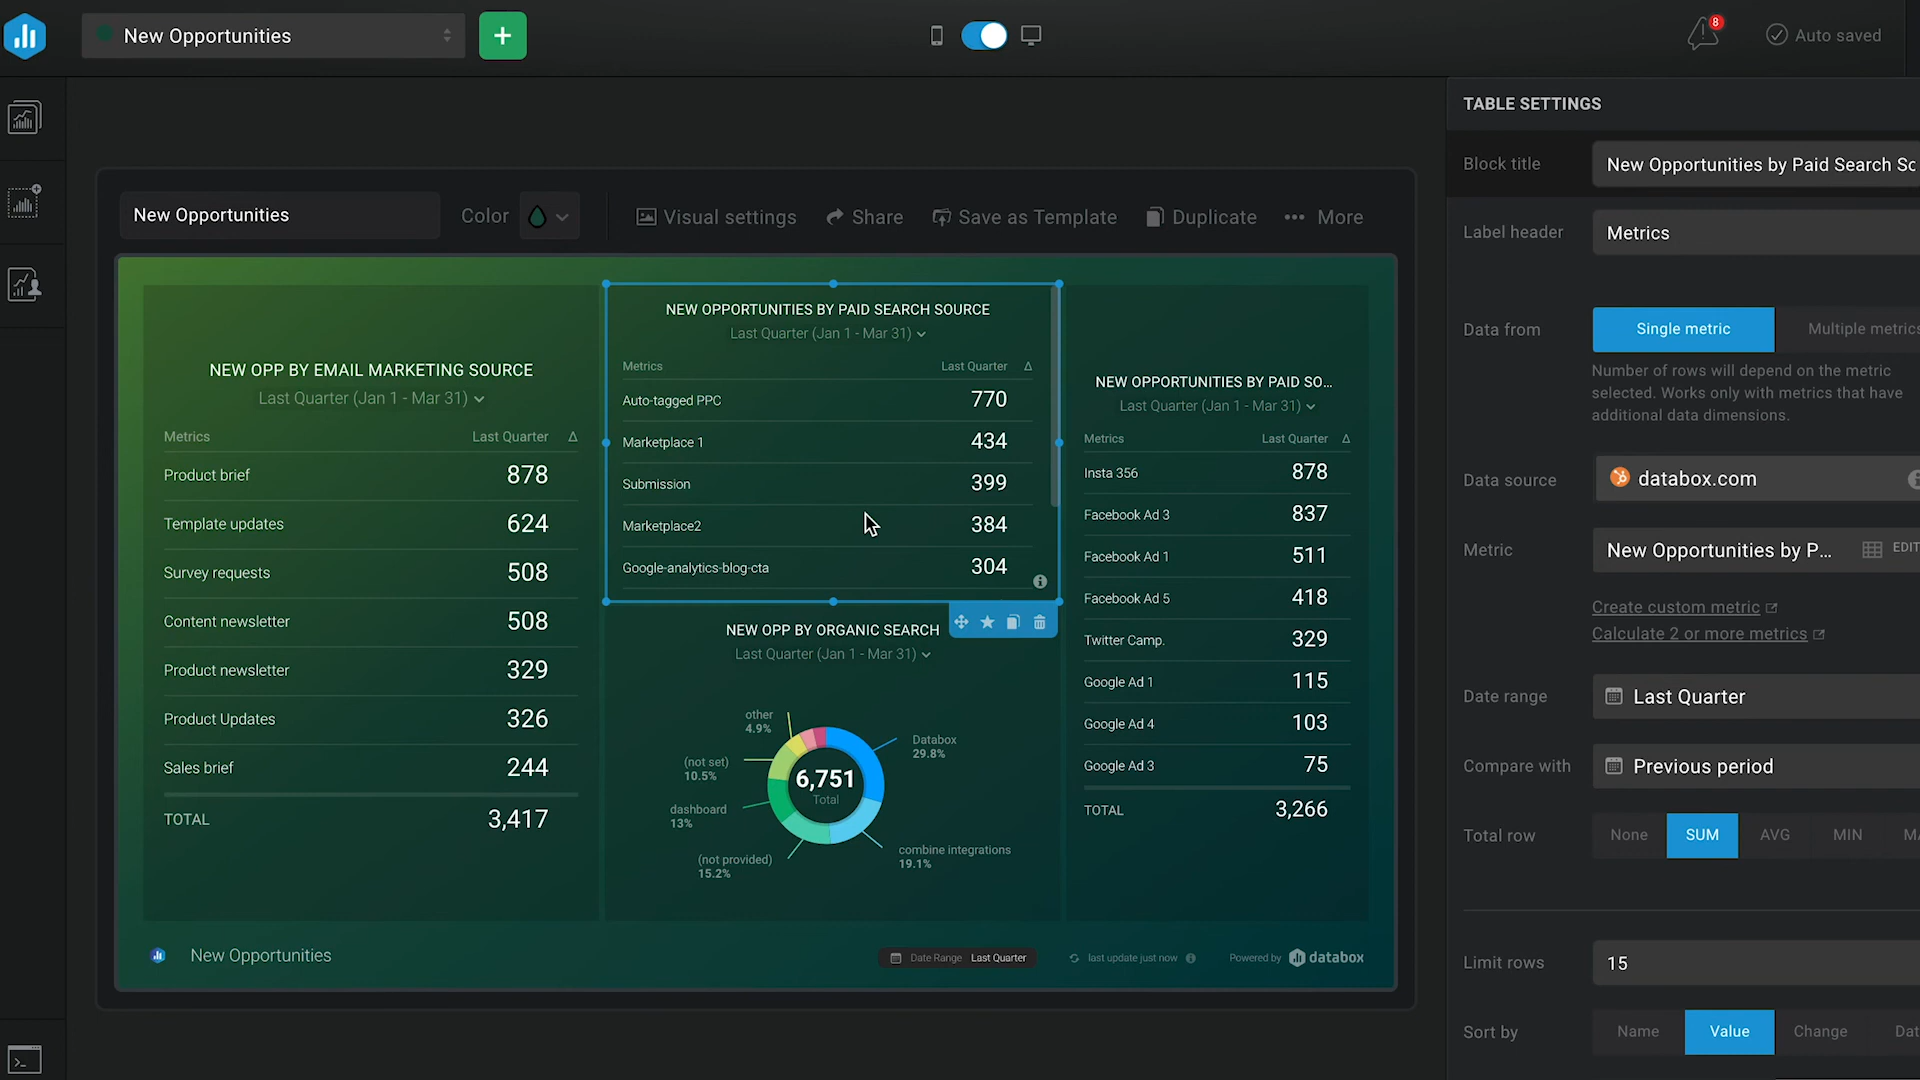 New Opportunities
8
Auto saved
New Opportunities
Color
Visual settings
Share
Save as Template
Duplicate
More
NEW OPP BY EMAIL MARKETING SOURCE
Last Quarter (Jan 1 - Mar 31)
Metrics Last Quarter Δ
Product brief 878
Template updates 624
Survey requests 508
Content newsletter 508
Product newsletter 329
Product Updates 326
Sales brief 244
TOTAL 3,417
NEW OPPORTUNITIES BY PAID SEARCH SOURCE
Last Quarter (Jan 1 - Mar 31)
Metrics Last Quarter Δ
Auto-tagged PPC 770
Marketplace 1 434
Submission 399
Marketplace2 384
Google-analytics-blog-cta 304
NEW OPP BY ORGANIC SEARCH
Last Quarter (Jan 1 - Mar 31)
other
4.9%
Databox
29.8%
(not set)
10.5%
6,751
Total
dashboard
13%
combine integrations
19.1%
(not provided)
15.2%
NEW OPPORTUNITIES BY PAID SO...
Last Quarter (Jan 1 - Mar 31)
Metrics Last Quarter Δ
Insta 356 878
Facebook Ad 3 837
Facebook Ad 1 511
Facebook Ad 5 418
Twitter Camp. 329
Google Ad 1 115
Google Ad 4 103
Google Ad 3 75
TOTAL 3,266
New Opportunities
Date Range Last Quarter
last update just now
Powered by databox
TABLE SETTINGS
Block title New Opportunities by Paid Search Sc
Label header Metrics
Data from Single metric Multiple metrics
Number of rows will depend on the metric
selected. Works only with metrics that have
additional data dimensions.
Data source databox.com
Metric New Opportunities by P... EDIT
Create custom metric
Calculate 2 or more metrics
Date range Last Quarter
Compare with Previous period
Total row None SUM AVG MIN MA
Limit rows 15
Sort by Name Value Change Dat